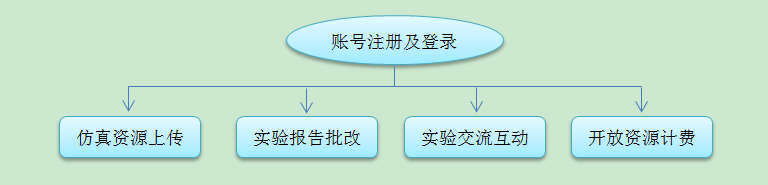 账号注册及登录
仿真资源上传
实验报告批改
实验交流互动
开放资源计费